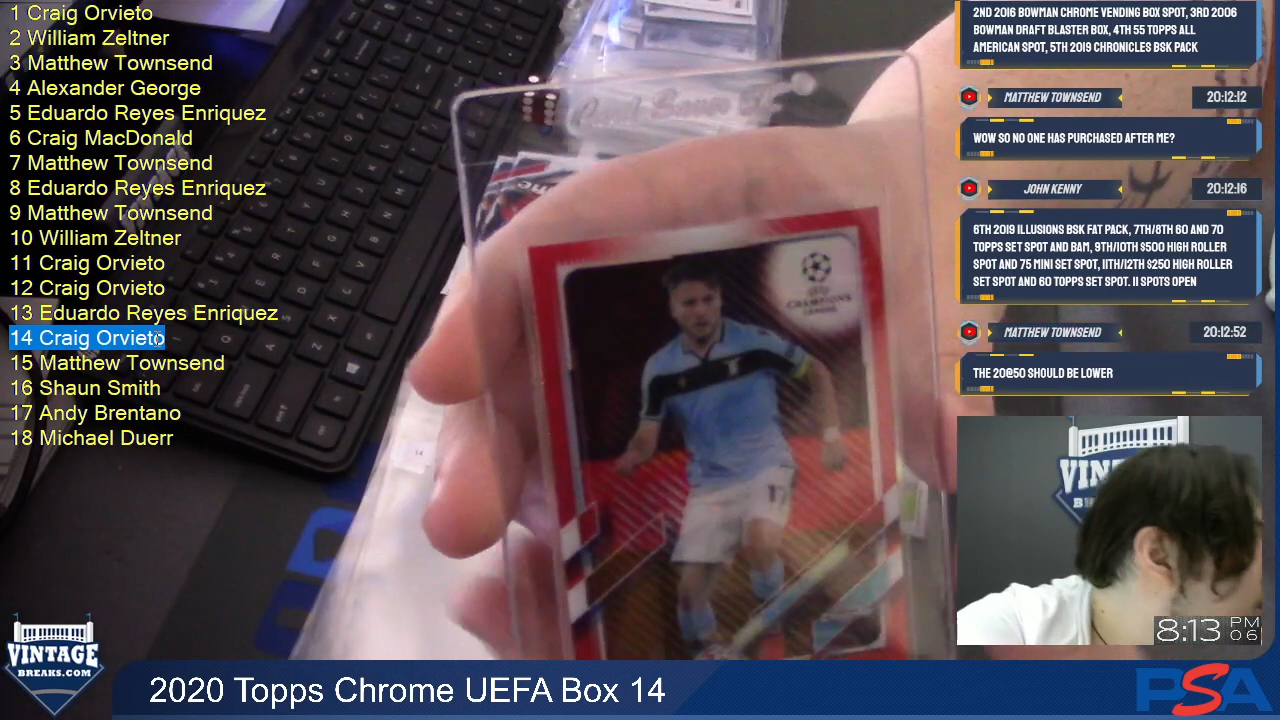 1 Craig Orvieto
2 William Zeltner
3 Matthew Townsend
4 Alexander George
5 Eduardo Reyes Enriquez
6 Craig MacDonald
7 Matthew Townsend
8 Eduardo Reyes Enriquez
9 Matthew Townsend
10 William Zeltner
11 Craig Orvieto
12 Craig Orvieto
13 Eduardo Reyes Enriquez
14 Craig Orvieto
15 Matthew Townsend
16 Shaun Smith
17 Andy Brentano
18 Michael Duerr
CHAMPIONS
LEAGUE
17
14
2ND 2016 BOWMAN CHROME VENDING BOX SPOT, 3RD 2006
BOWMAN DRAFT BLASTER BOX, 4TH 55 TOPPS ALL
AMERICAN SPOT, 5TH 2019 CHRONICLES BSK PACK
MATTHEW TOWNSEND 20:12:12
WOW SO NO ONE HAS PURCHASED AFTER ME?
JOHN KENNY 20:12:16
6TH 2019 ILLUSIONS BSK FAT PACK, 7TH/8TH 60 AND 70
TOPPS SET SPOT AND BAM, 9TH/10TH $500 HIGH ROLLER
SPOT AND 75 MINI SET SPOT, 11TH/12TH $250 HIGH ROLLER
SPOT AND 60 TOPPS SET SPOT. 11 SPOTS OPEN
MATTHEW TOWNSEND 20:12:52
THE 20@50 SHOULD BE LOWER
VIN
BREAKS
8:13 PM
06
VINTAGE
BREAKS.COM
2020 Topps Chrome UEFA Box 14
PSA